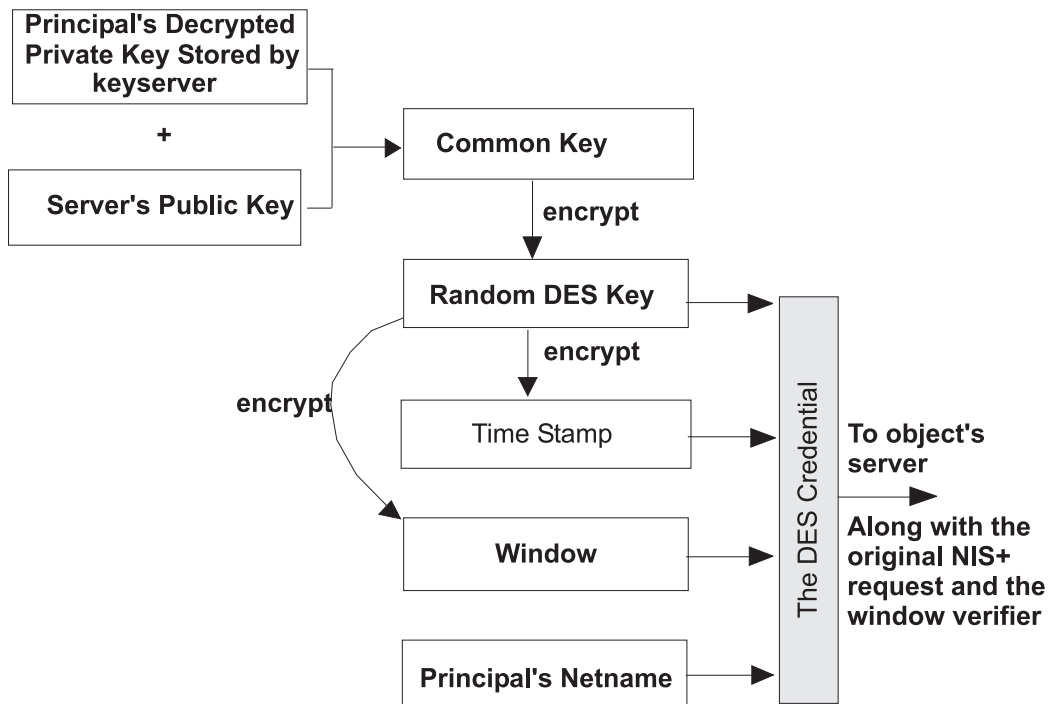 Principal's Decrypted
Private Key Stored by
keyserver
+
Server's Public Key
Common Key
encrypt
Random DES Key
encrypt
encrypt
Time Stamp
Window
Principal's Netname
The DES Credential
To object's
server
Along with the
original NIS+
request and the
window verifier